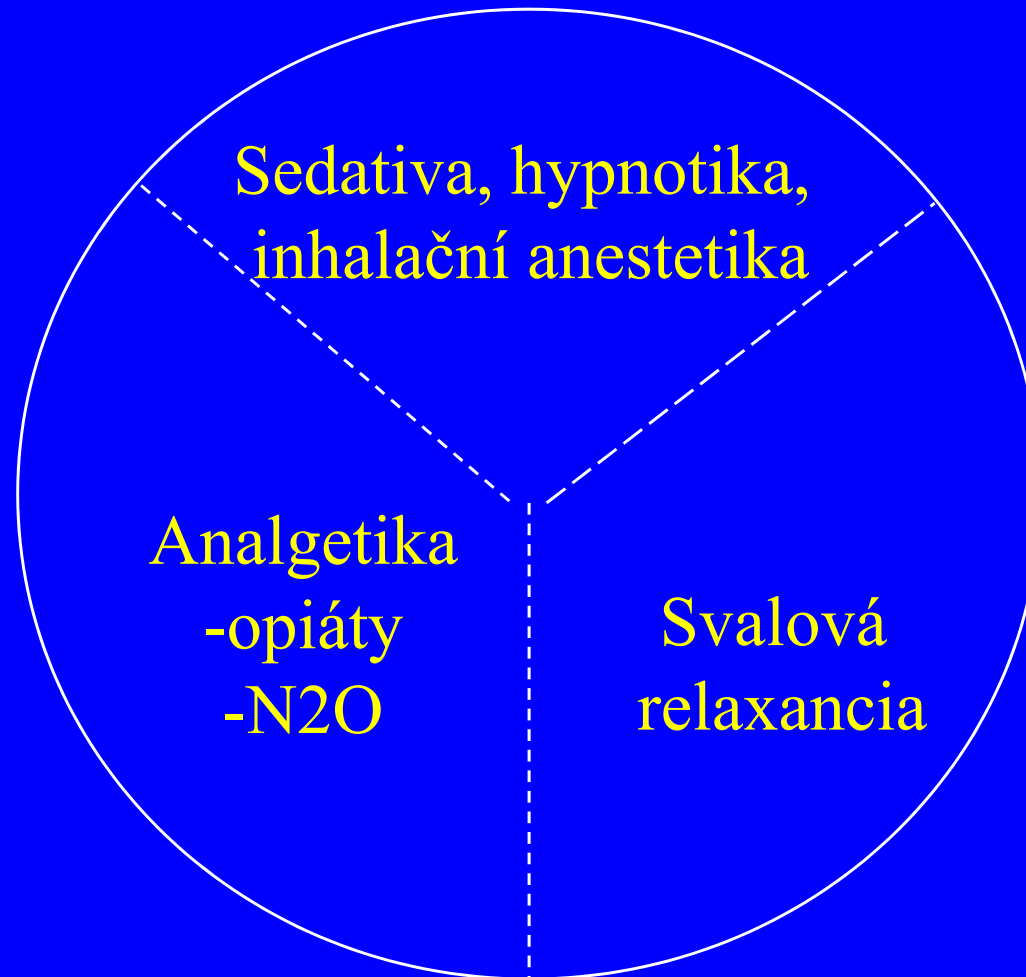 Sedativa, hypnotika,
inhalační anestetika
Analgetika
-opiáty
-N2O
Svalová
relaxancia